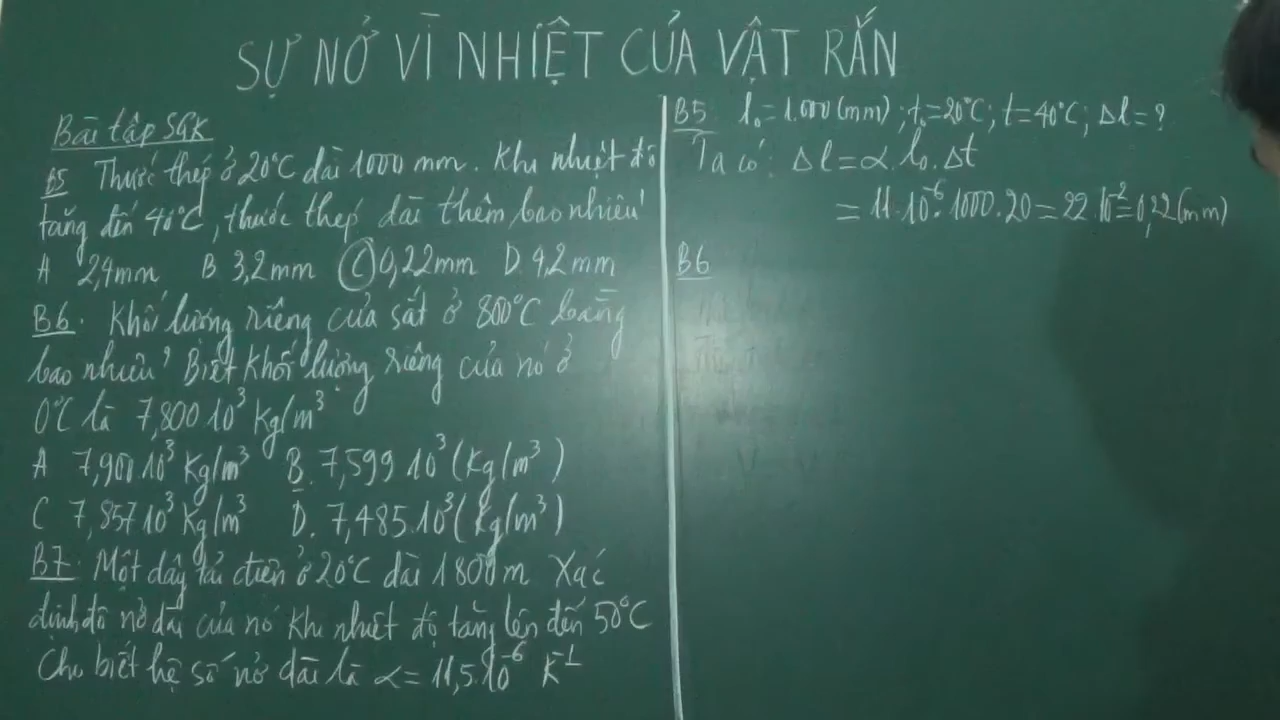 SỰ NỞ VÌ NHIỆT CỦA VẬT RẮN
Bài tập SGK
B5 Thước thép ở 20°C dài 1000 mm. Khi nhiệt độ
tăng đến 40°C, thước thép dài thêm bao nhiêu?
A 2,4mm B 3,2mm C 0,22mm D. 4,2mm
B6. Khối lượng riêng của sắt ở 800°C bằng
bao nhiêu? Biết khối lượng riêng của nó ở
0°C là 7,800 10³ kg/m³.
A 7,900 10³ kg/m³ B. 7,599 10³ (kg/m³)
C 7,857 10³ kg/m³ D. 7,485.10³ (kg/m³)
B7. Một dây tải điện ở 20°C dài 1800m Xác
định độ nở dài của nó khi nhiệt độ tăng lên đến 50°C
Cho biết hệ số nở dài là α = 11,5.10⁻⁶ K⁻¹
B5 l₀ = 1.000 (mm); t₀ = 20°C; t = 40°C; Δl = ?
Ta có: Δl = α.l₀.Δt
= 11.10⁻⁶.1000.20 = 22.10⁻² = 0,22 (mm)
B6